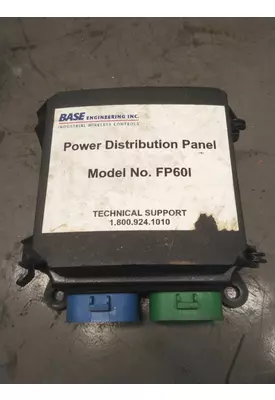 BASE ENGINEERING INC.
INDUSTRIAL WIRELESS CONTROLS
Power Distribution Panel
Model No. FP60I
TECHNICAL SUPPORT
1.800.924.1010